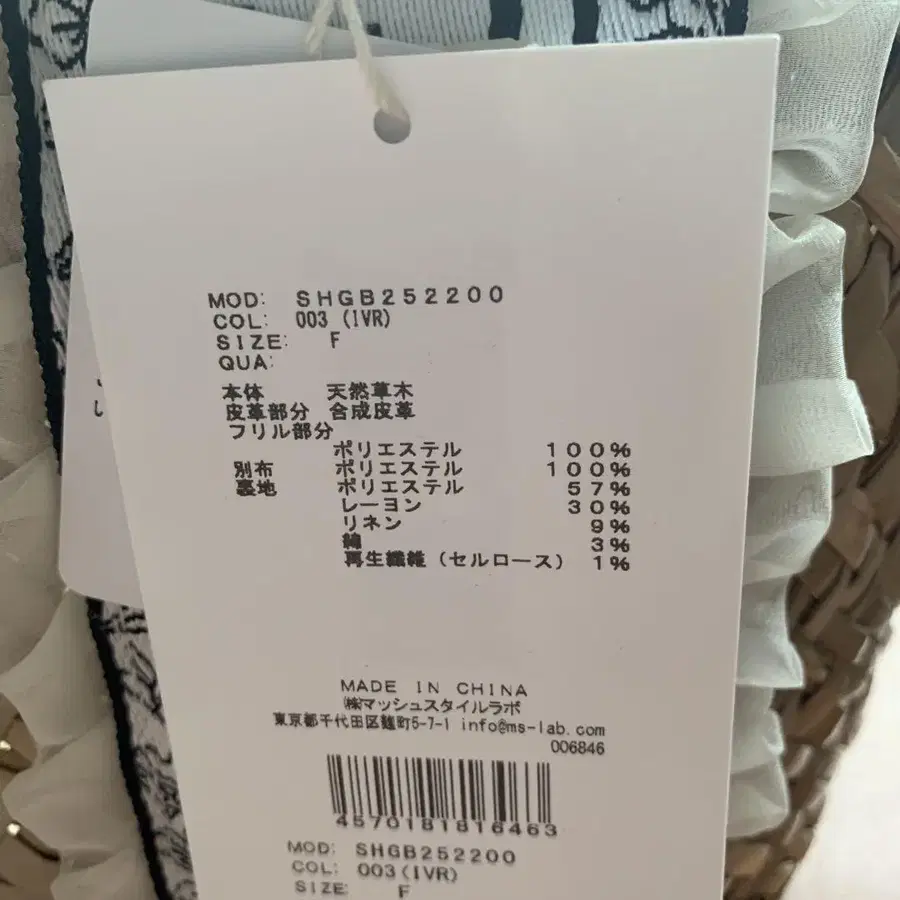 MOD: SHGB252200
COL: 003 (IVR)
SIZE: F
QUA:
本体 天然草木
皮革部分 合成皮革
フリル部分
ポリエステル 100%
別布 ポリエステル 100%
裏地 ポリエステル 57%
レーヨン 30%
リネン 9%
綿 3%
再生繊維 (セルロース) 1%
MADE IN CHINA
㈱マッシュスタイルラボ
東京都千代田区麹町5-7-1 info@ms-lab.com
006846
4570181816463
MOD: SHGB252200
COL: 003(IVR)
SIZE: F